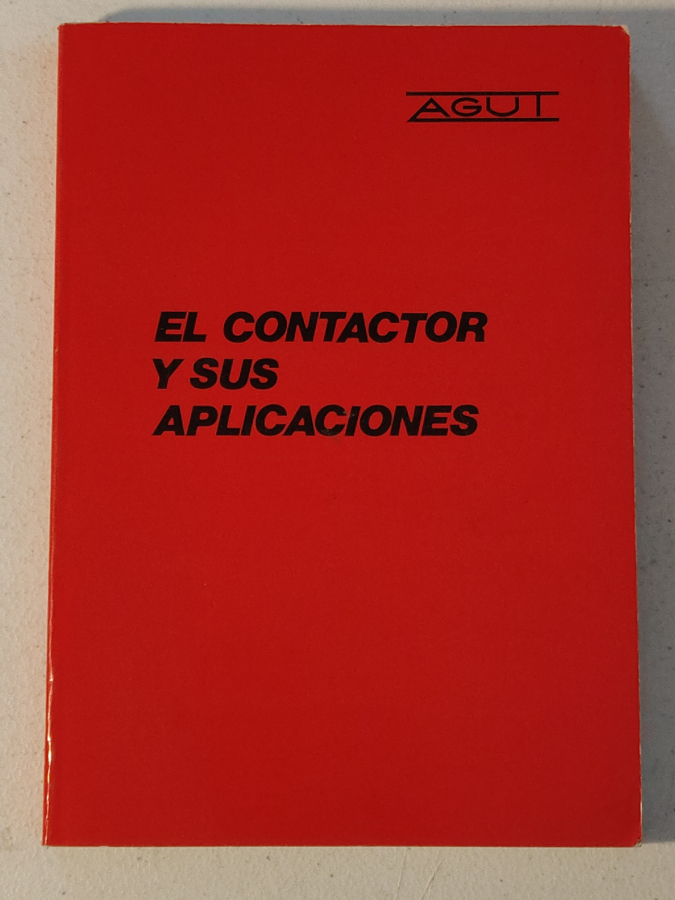 AGUT
EL CONTACTOR
Y SUS
APLICACIONES